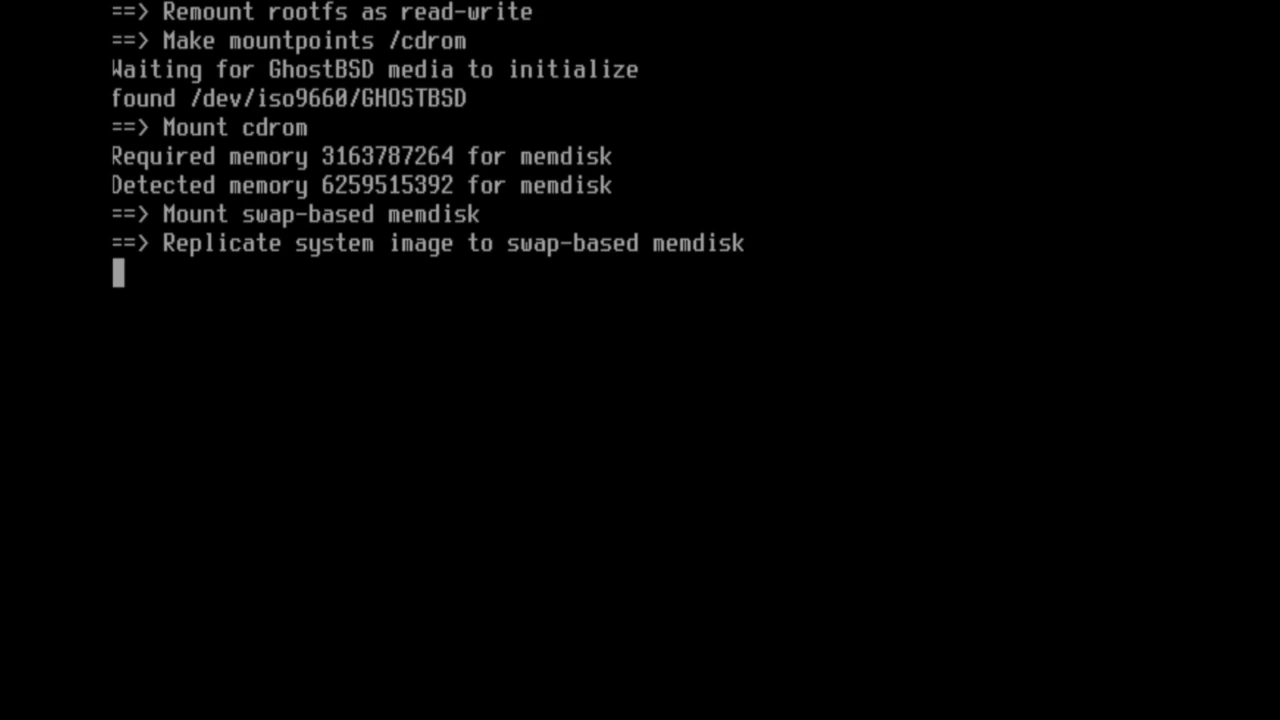 ==> Remount rootfs as read-write
==> Make mountpoints /cdrom
Waiting for GhostBSD media to initialize
found /dev/iso9660/GHOSTBSD
==> Mount cdrom
Required memory 3163787264 for memdisk
Detected memory 6259515392 for memdisk
==> Mount swap-based memdisk
==> Replicate system image to swap-based memdisk